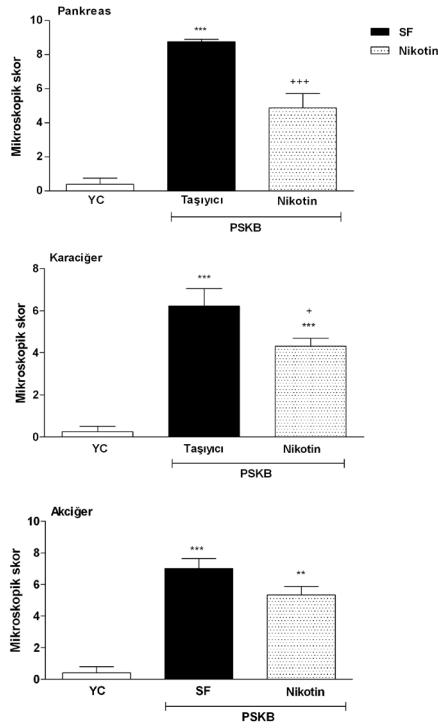 Pankreas
SF
Nikotin
Mikroskopik skor
10
8
6
4
2
0
***
+++
YC
Taşıyıcı
Nikotin
PSKB
Karaciğer
Mikroskopik skor
8
6
4
2
0
***
+
***
YC
Taşıyıcı
Nikotin
PSKB
Akciğer
Mikroskopik skor
10
8
6
4
2
0
***
**
YC
SF
Nikotin
PSKB